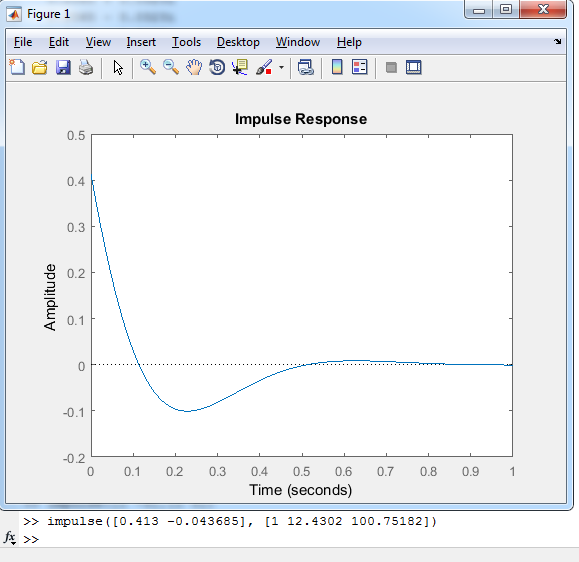 Figure 1
File Edit View Insert Tools Desktop Window Help
Impulse Response
0.5
0.4
0.3
0.2
0.1
0
-0.1
-0.2
Amplitude
0 0.1 0.2 0.3 0.4 0.5 0.6 0.7 0.8 0.9 1
Time (seconds)
>> impulse([0.413 -0.043685], [1 12.4302 100.75182])
fx >>